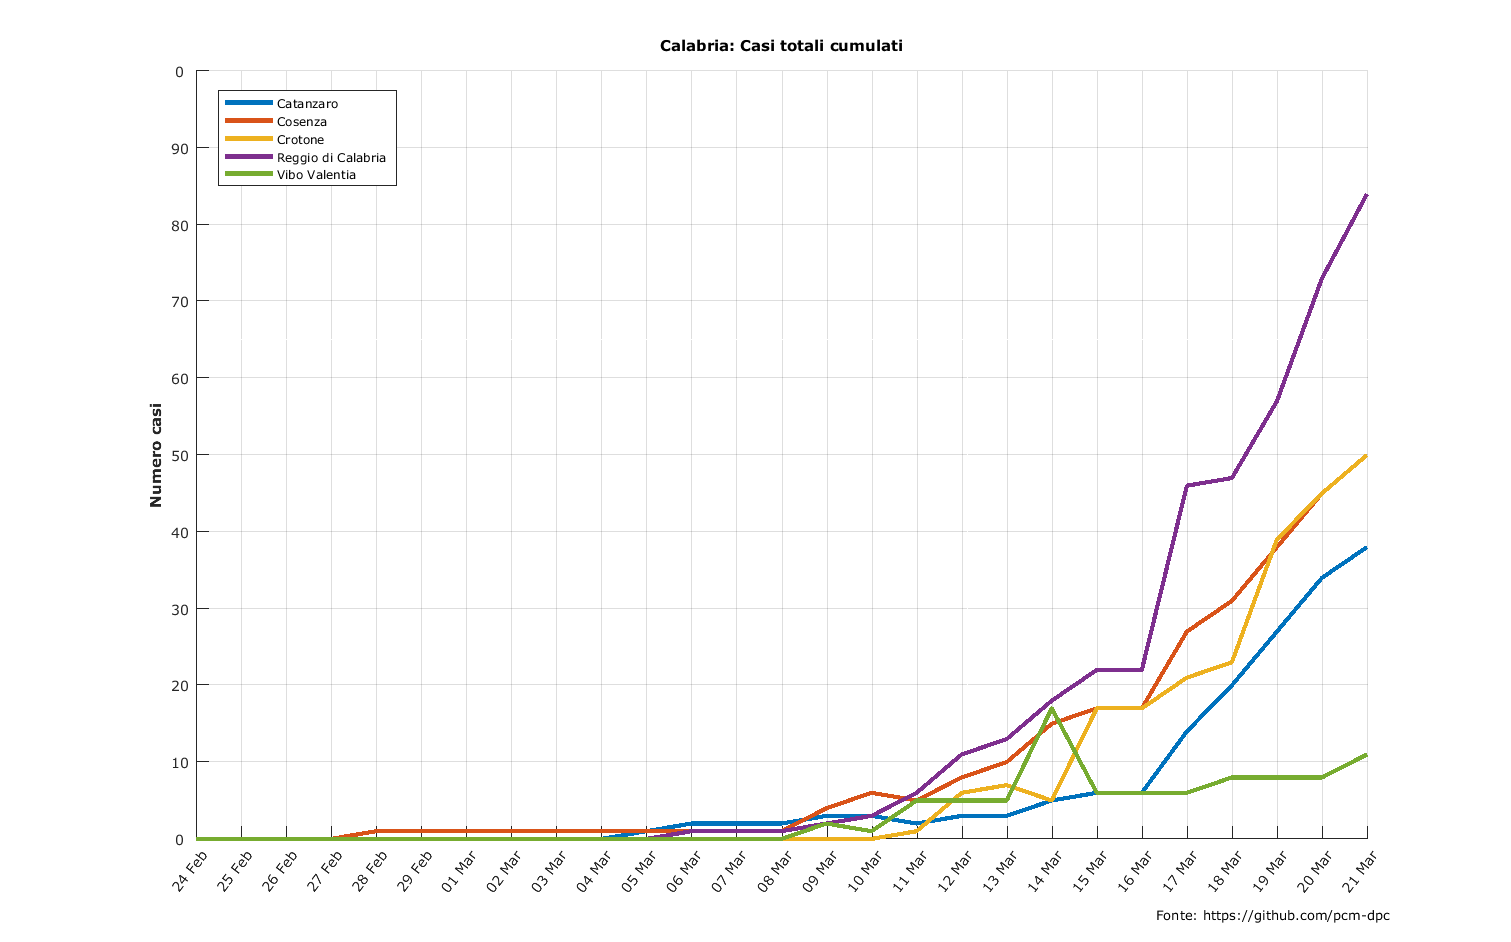 Calabria: Casi totali cumulati
Catanzaro
Cosenza
Crotone
Reggio di Calabria
Vibo Valentia
Numero casi
0
90
80
70
60
50
40
30
20
10
0
24 Feb
25 Feb
26 Feb
27 Feb
28 Feb
29 Feb
01 Mar
02 Mar
03 Mar
04 Mar
05 Mar
06 Mar
07 Mar
08 Mar
09 Mar
10 Mar
11 Mar
12 Mar
13 Mar
14 Mar
15 Mar
16 Mar
17 Mar
18 Mar
19 Mar
20 Mar
21 Mar
Fonte: https://github.com/pcm-dpc